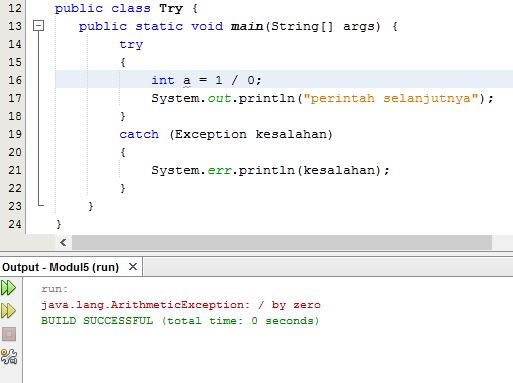 12 public class Try {
13 public static void main(String[] args) {
14 try
15 {
16 int a = 1 / 0;
17 System.out.println("perintah selanjutnya");
18 }
19 catch (Exception kesalahan)
20 {
21 System.err.println(kesalahan);
22 }
23 }
24 }
Output - Modul5 (run)
run:
java.lang.ArithmeticException: / by zero
BUILD SUCCESSFUL (total time: 0 seconds)